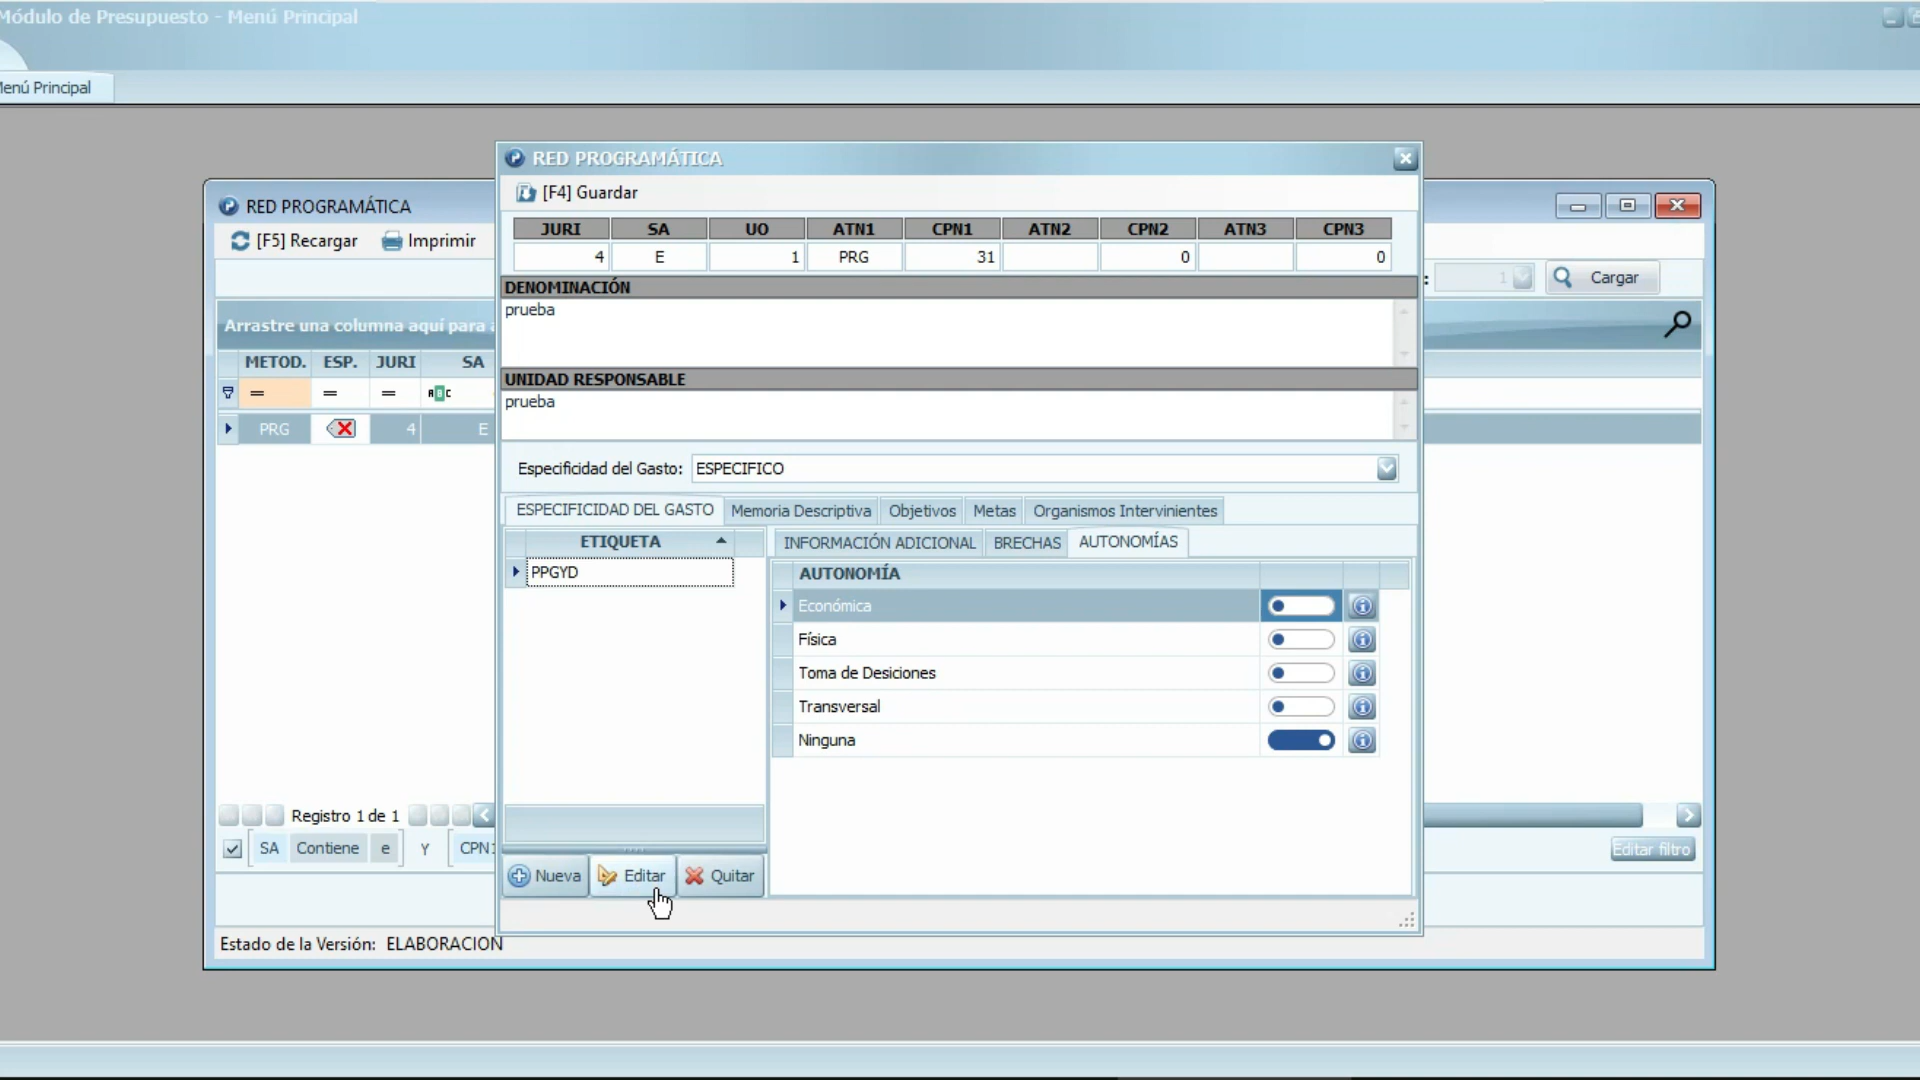 Módulo de Presupuesto - Menú Principal
Menú Principal
RED PROGRAMÁTICA
[F5] Recargar Imprimir
1 Cargar
Arrastre una columna aquí para
METOD. ESP. JURI SA
= = = ABC
PRG 4 E
Registro 1 de 1
SA Contiene e Y CPN1
Editar filtro
Estado de la Versión: ELABORACION
RED PROGRAMÁTICA
[F4] Guardar
JURI SA UO ATN1 CPN1 ATN2 CPN2 ATN3 CPN3
4 E 1 PRG 31 0 0
DENOMINACIÓN
prueba
UNIDAD RESPONSABLE
prueba
Especificidad del Gasto: ESPECIFICO
ESPECIFICIDAD DEL GASTO Memoria Descriptiva Objetivos Metas Organismos Intervinientes
ETIQUETA
PPGYD
INFORMACIÓN ADICIONAL BRECHAS AUTONOMÍAS
AUTONOMÍA
Económica
Física
Toma de Desiciones
Transversal
Ninguna
Nueva Editar Quitar